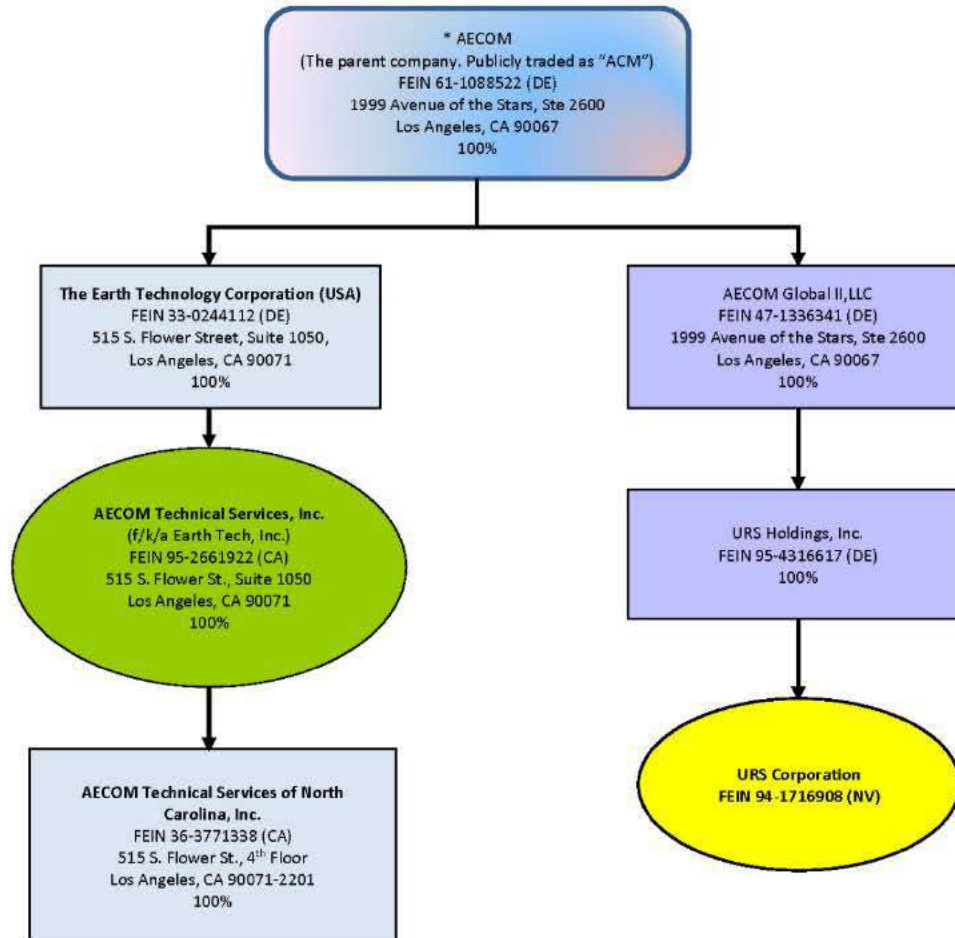 * AECOM
(The parent company. Publicly traded as "ACM")
FEIN 61-1088522 (DE)
1999 Avenue of the Stars, Ste 2600
Los Angeles, CA 90067
100%
The Earth Technology Corporation (USA)
FEIN 33-0244112 (DE)
515 S. Flower Street, Suite 1050,
Los Angeles, CA 90071
100%
AECOM Global II,LLC
FEIN 47-1336341 (DE)
1999 Avenue of the Stars, Ste 2600
Los Angeles, CA 90067
100%
AECOM Technical Services, Inc.
(f/k/a Earth Tech, Inc.)
FEIN 95-2661922 (CA)
515 S. Flower St., Suite 1050
Los Angeles, CA 90071
100%
URS Holdings, Inc.
FEIN 95-4316617 (DE)
100%
AECOM Technical Services of North
Carolina, Inc.
FEIN 36-3771338 (CA)
515 S. Flower St., 4th Floor
Los Angeles, CA 90071-2201
100%
URS Corporation
FEIN 94-1716908 (NV)